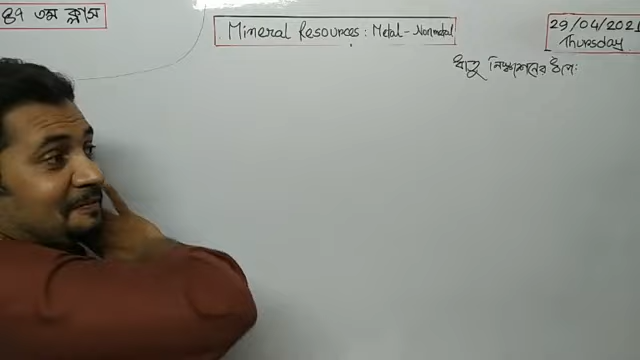 ৪৭ তম ক্লাস
Mineral Resources: Metal-Nonmetal
29/04/2021
Thursday
ধাতু নিষ্কাশনের ধাপঃ